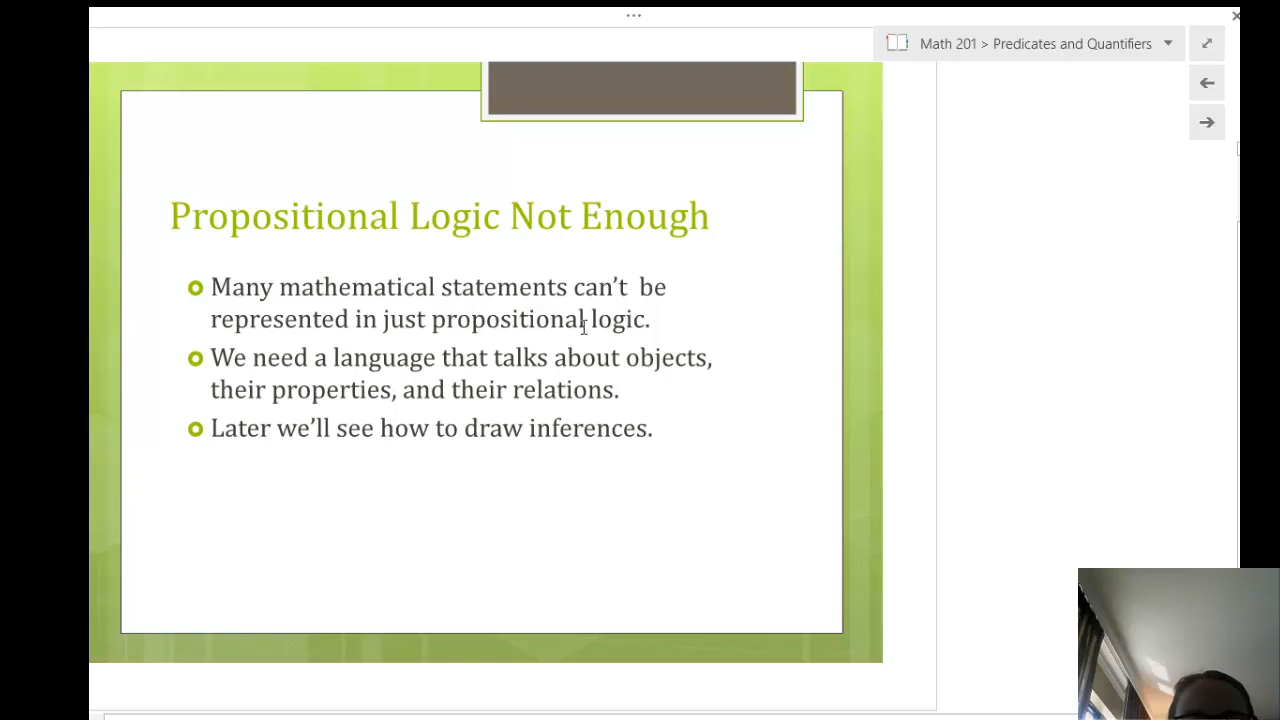 Math 201 > Predicates and Quantifiers
Propositional Logic Not Enough
Many mathematical statements can’t be
represented in just propositional logic.
We need a language that talks about objects,
their properties, and their relations.
Later we’ll see how to draw inferences.